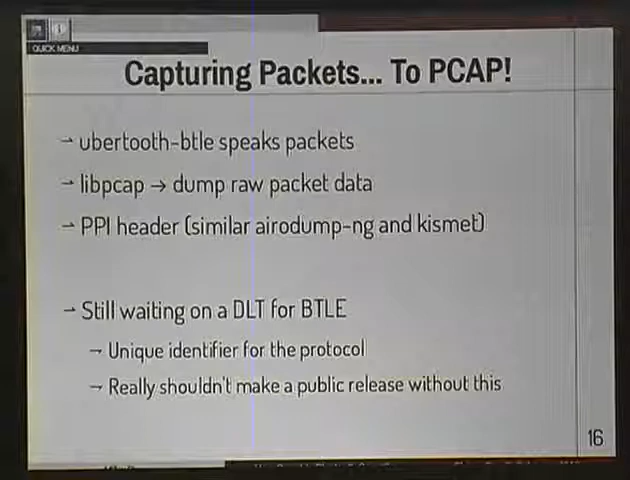 QUICK MENU
Capturing Packets... To PCAP!
→ ubertooth-btle speaks packets
→ libpcap → dump raw packet data
→ PPI header (similar airodump-ng and kismet)
→ Still waiting on a DLT for BTLE
→ Unique identifier for the protocol
→ Really shouldn't make a public release without this
16